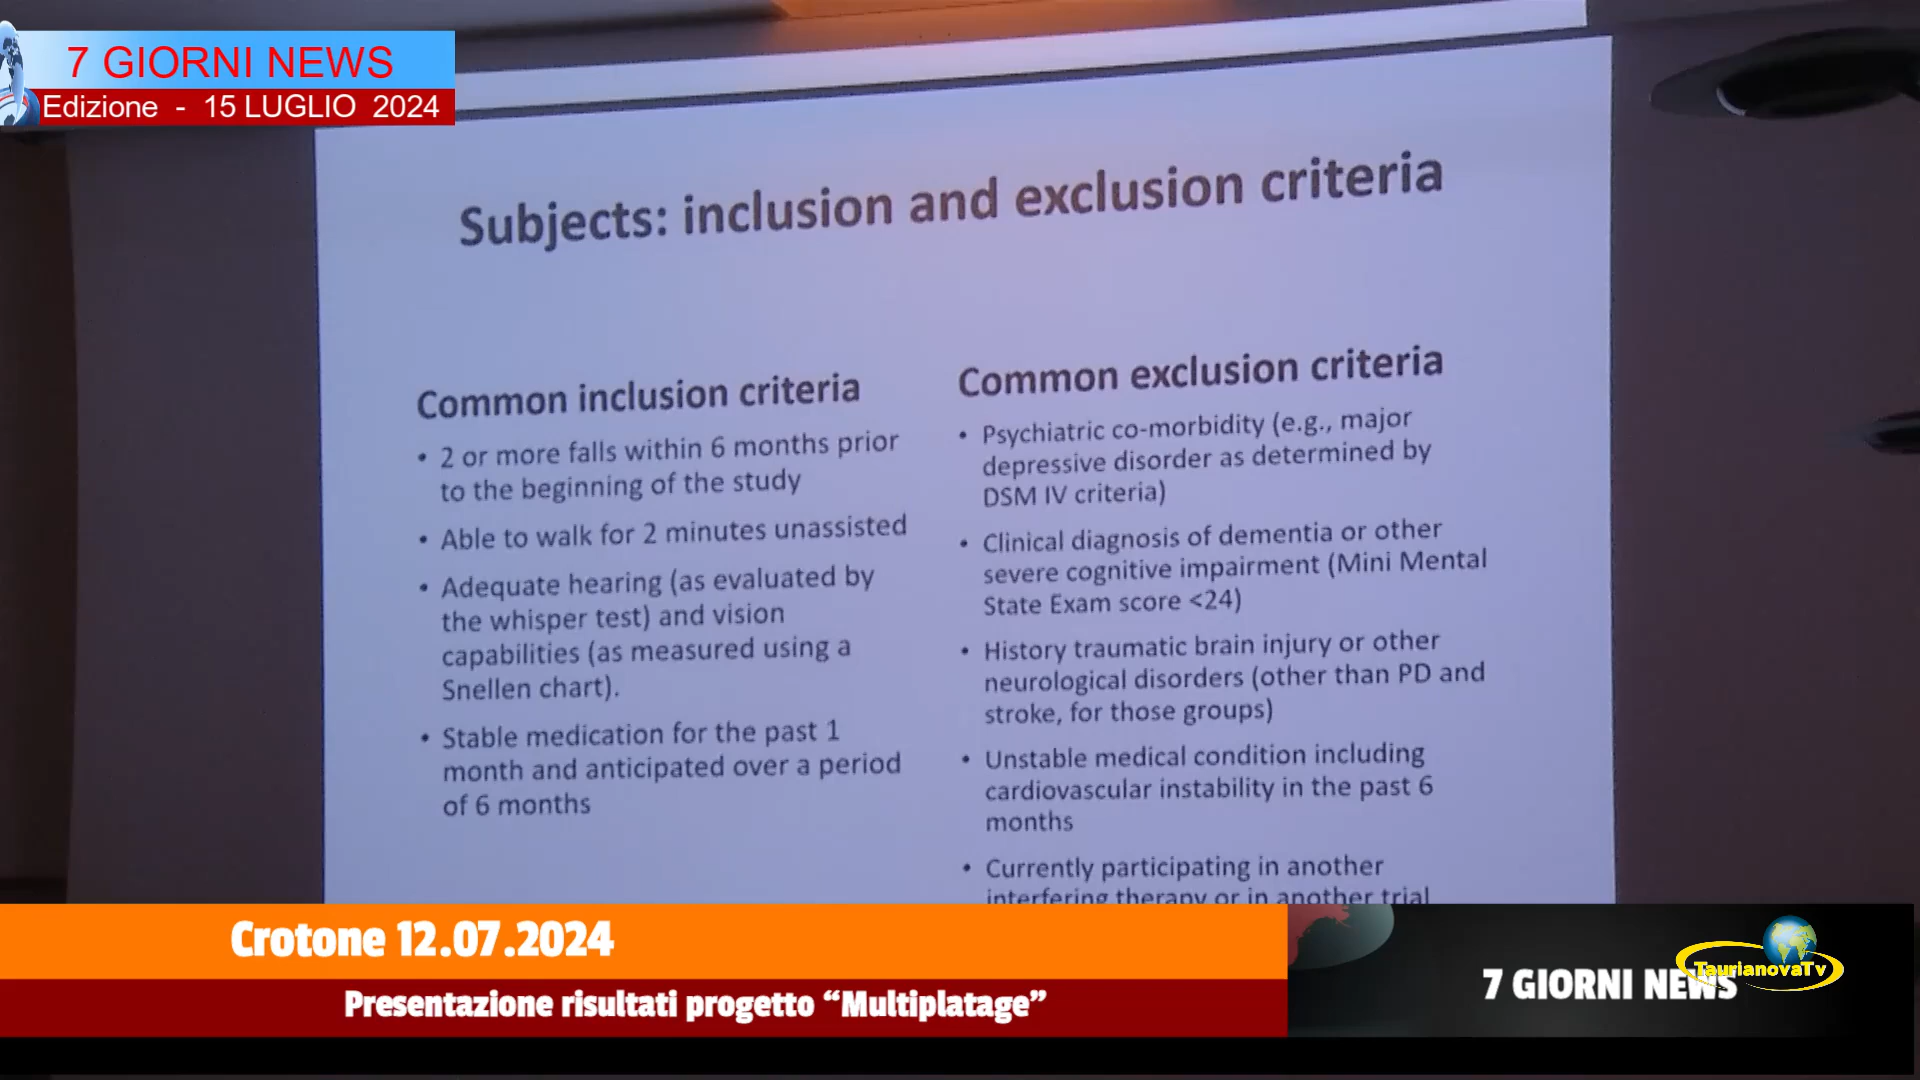 7 GIORNI NEWS
Edizione - 15 LUGLIO 2024
Subjects: inclusion and exclusion criteria
Common inclusion criteria
• 2 or more falls within 6 months prior
to the beginning of the study
• Able to walk for 2 minutes unassisted
• Adequate hearing (as evaluated by
the whisper test) and vision
capabilities (as measured using a
Snellen chart).
• Stable medication for the past 1
month and anticipated over a period
of 6 months
Common exclusion criteria
• Psychiatric co-morbidity (e.g., major
depressive disorder as determined by
DSM IV criteria)
• Clinical diagnosis of dementia or other
severe cognitive impairment (Mini Mental
State Exam score <24)
• History traumatic brain injury or other
neurological disorders (other than PD and
stroke, for those groups)
• Unstable medical condition including
cardiovascular instability in the past 6
months
• Currently participating in another
interfering therapy or in another trial
Crotone 12.07.2024
Presentazione risultati progetto “Multiplatage”
7 GIORNI NEWS
TaurianovaTv